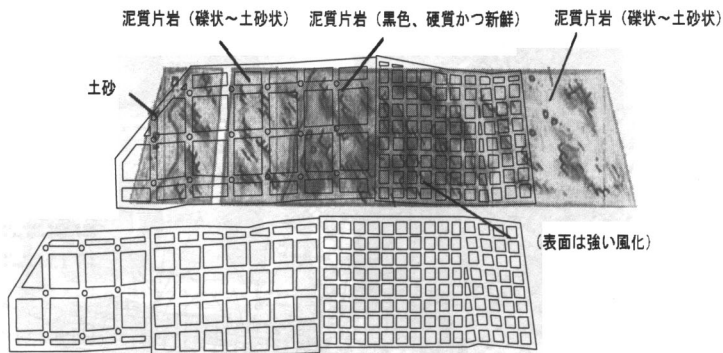 泥質片岩（礫状～土砂状）
泥質片岩（黒色、硬質かつ新鮮）
泥質片岩（礫状～土砂状）
土砂
（表面は強い風化）